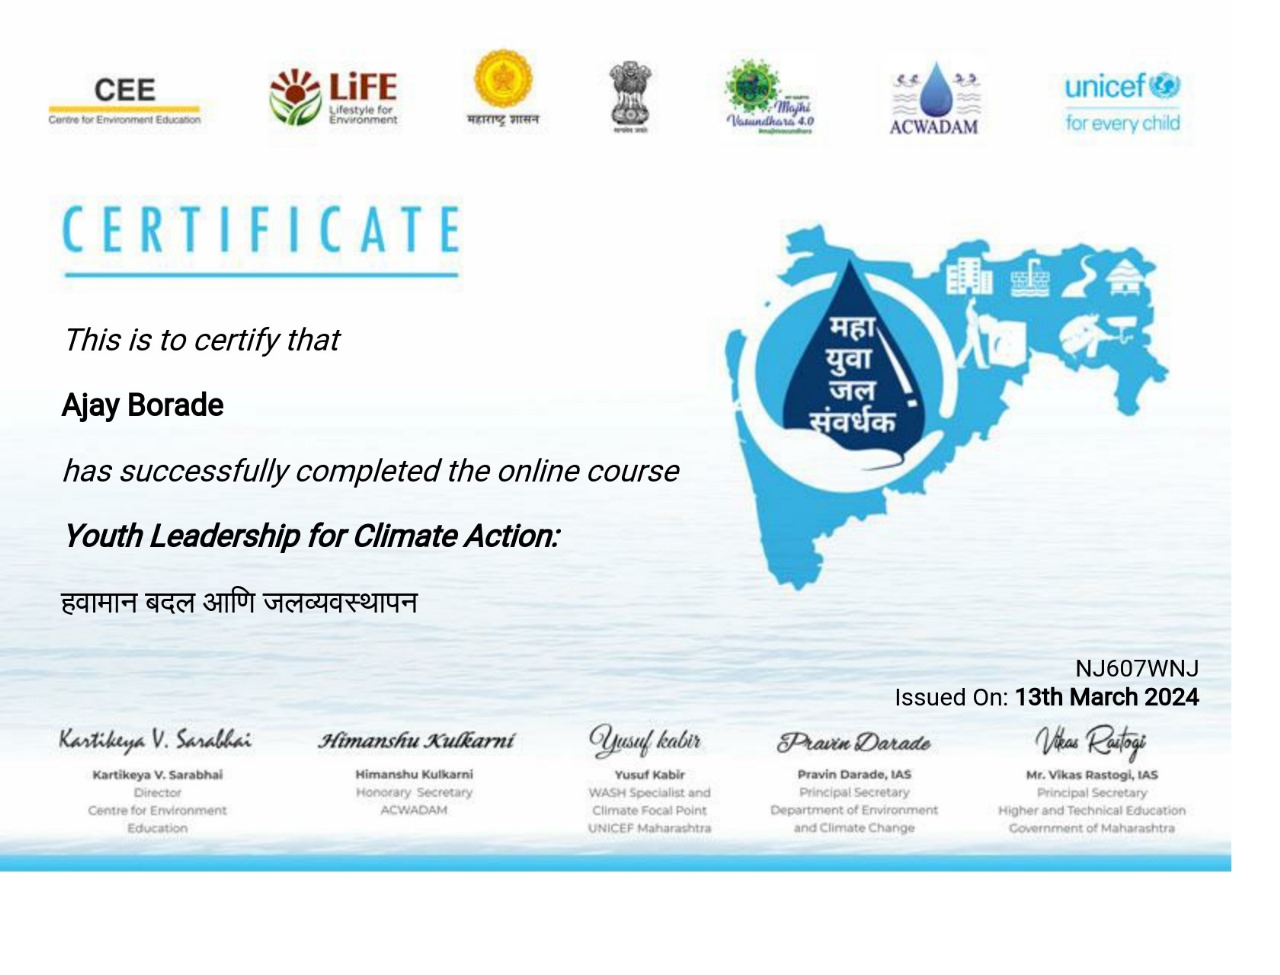 CEE
Centre for Environment Education
LiFE
Lifestyle for
Environment
महाराष्ट्र शासन
सत्यमेव जयते
Majhi
Vasundhara 4.0
#majhivasundhara
ACWADAM
unicef
for every child
CERTIFICATE
This is to certify that
Ajay Borade
has successfully completed the online course
Youth Leadership for Climate Action:
हवामान बदल आणि जलव्यवस्थापन
महा
युवा
जल
संवर्धक
NJ607WNJ
Issued On: 13th March 2024
Kartikeya V. Sarabhai
Himanshu Kulkarni
Yusuf kabir
Pravin Darade
Vikas Rastogi
Kartikeya V. Sarabhai
Director
Centre for Environment
Education
Himanshu Kulkarni
Honorary Secretary
ACWADAM
Yusuf Kabir
WASH Specialist and
Climate Focal Point
UNICEF Maharashtra
Pravin Darade, IAS
Principal Secretary
Department of Environment
and Climate Change
Mr. Vikas Rastogi, IAS
Principal Secretary
Higher and Technical Education
Government of Maharashtra